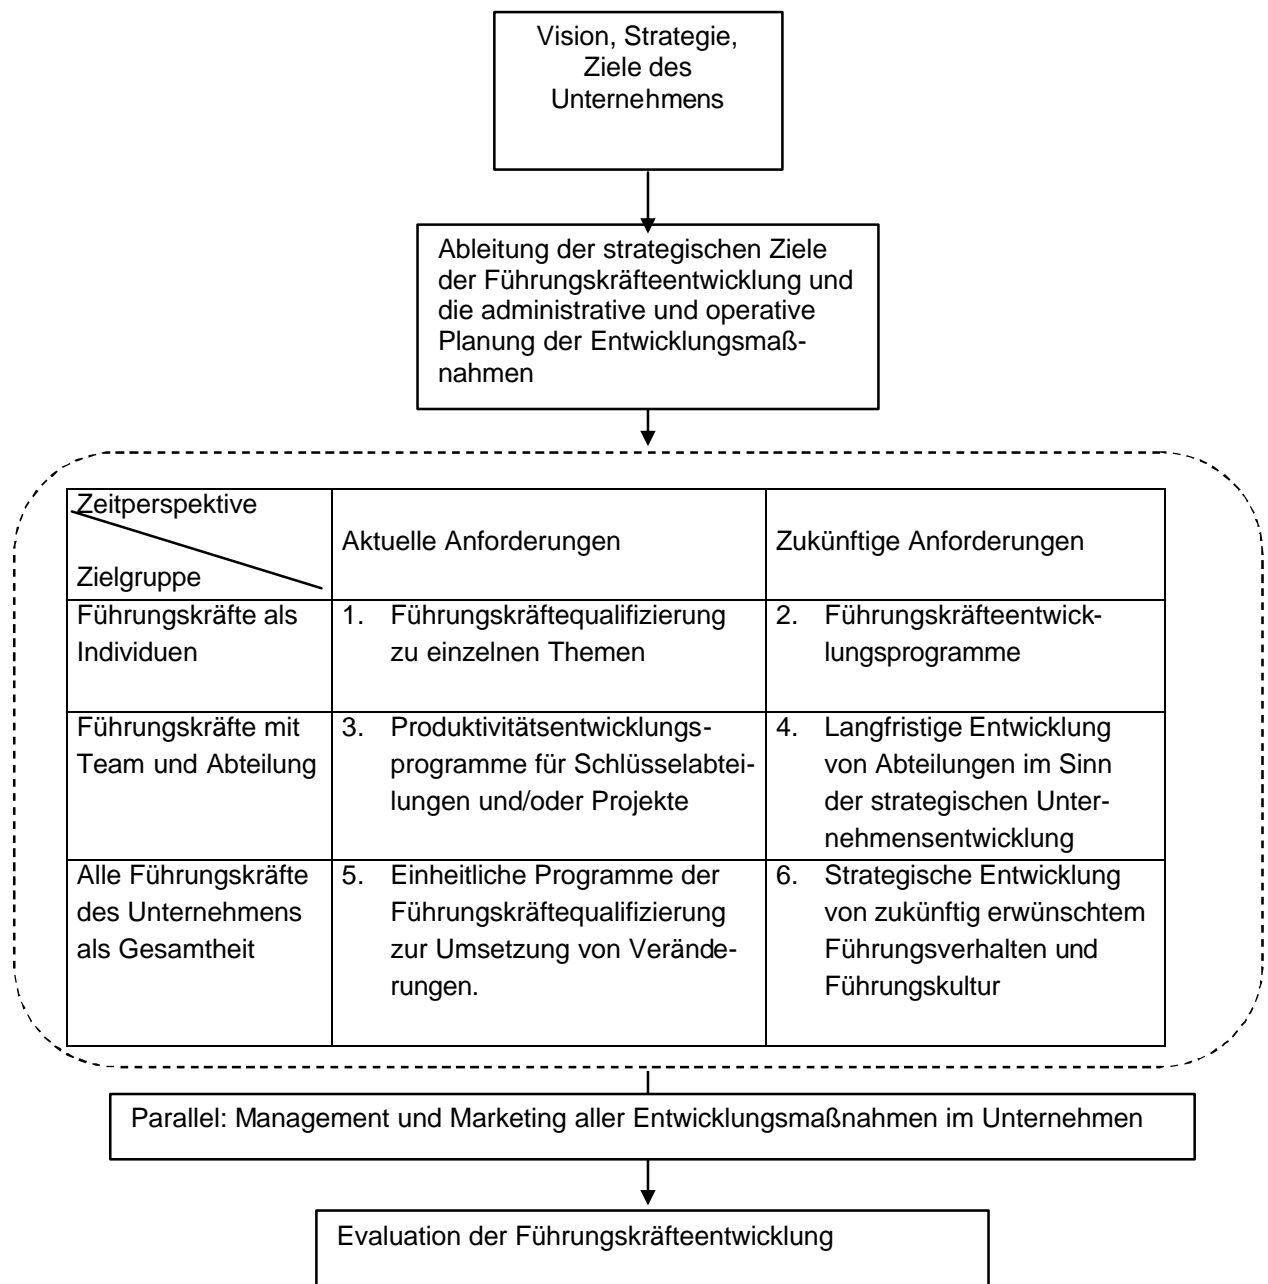 Vision, Strategie,
Ziele des
Unternehmens
Ableitung der strategischen Ziele
der Führungskräfteentwicklung und
die administrative und operative
Planung der Entwicklungsmaß-
nahmen
Zeitperspektive
Zielgruppe
Aktuelle Anforderungen
Zukünftige Anforderungen
Führungskräfte als
Individuen
1. Führungskräftequalifizierung
zu einzelnen Themen
2. Führungskräfteentwick-
lungsprogramme
Führungskräfte mit
Team und Abteilung
3. Produktivitätsentwicklungs-
programme für Schlüsselabtei-
lungen und/oder Projekte
4. Langfristige Entwicklung
von Abteilungen im Sinn
der strategischen Unter-
nehmensentwicklung
Alle Führungskräfte
des Unternehmens
als Gesamtheit
5. Einheitliche Programme der
Führungskräftequalifizierung
zur Umsetzung von Verände-
rungen.
6. Strategische Entwicklung
von zukünftig erwünschtem
Führungsverhalten und
Führungskultur
Parallel: Management und Marketing aller Entwicklungsmaßnahmen im Unternehmen
Evaluation der Führungskräfteentwicklung